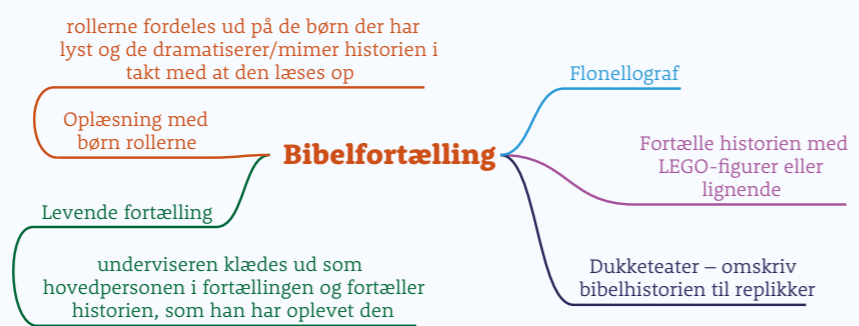 rollerne fordeles ud på de børn der har
lyst og de dramatiserer/mimer historien i
takt med at den læses op
Oplæsning med
børn rollerne
Bibelfortælling
Levende fortælling
underviseren klædes ud som
hovedpersonen i fortællingen og fortæller
historien, som han har oplevet den
Flonellograf
Fortælle historien med
LEGO-figurer eller
lignende
Dukketeater – omskriv
bibelhistorien til replikker